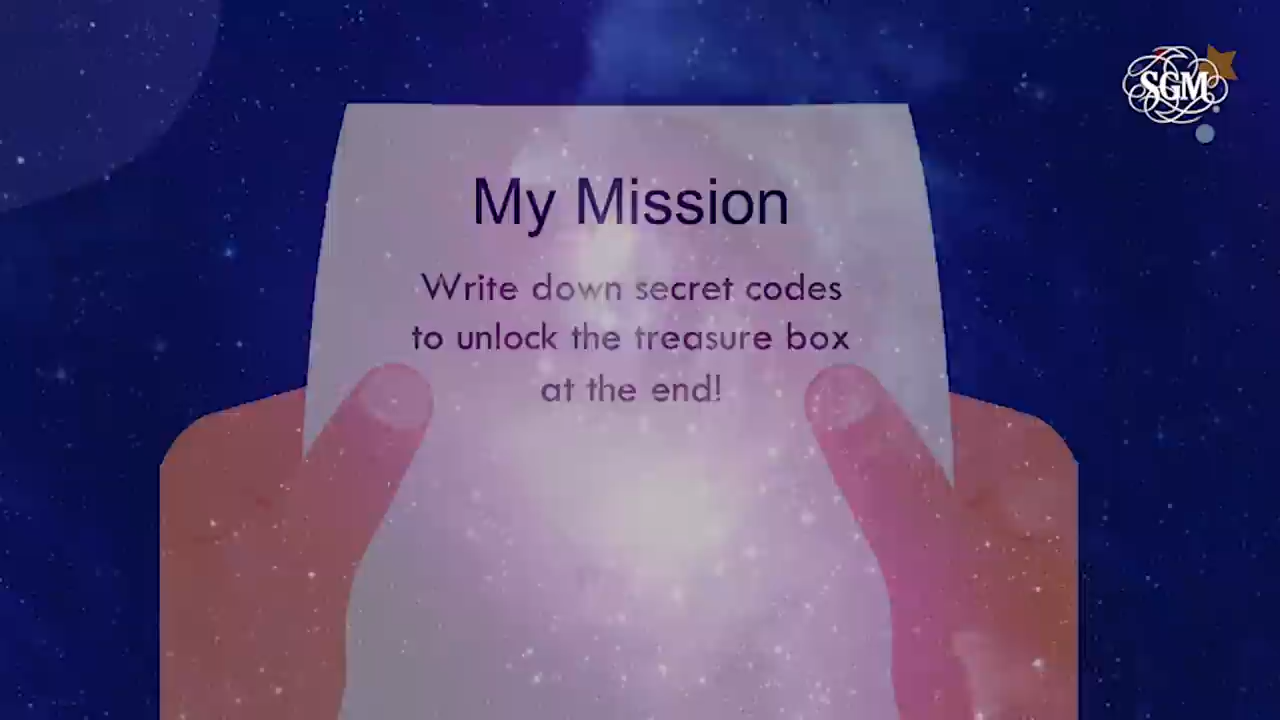 SGM
My Mission
Write down secret codes
to unlock the treasure box
at the end!